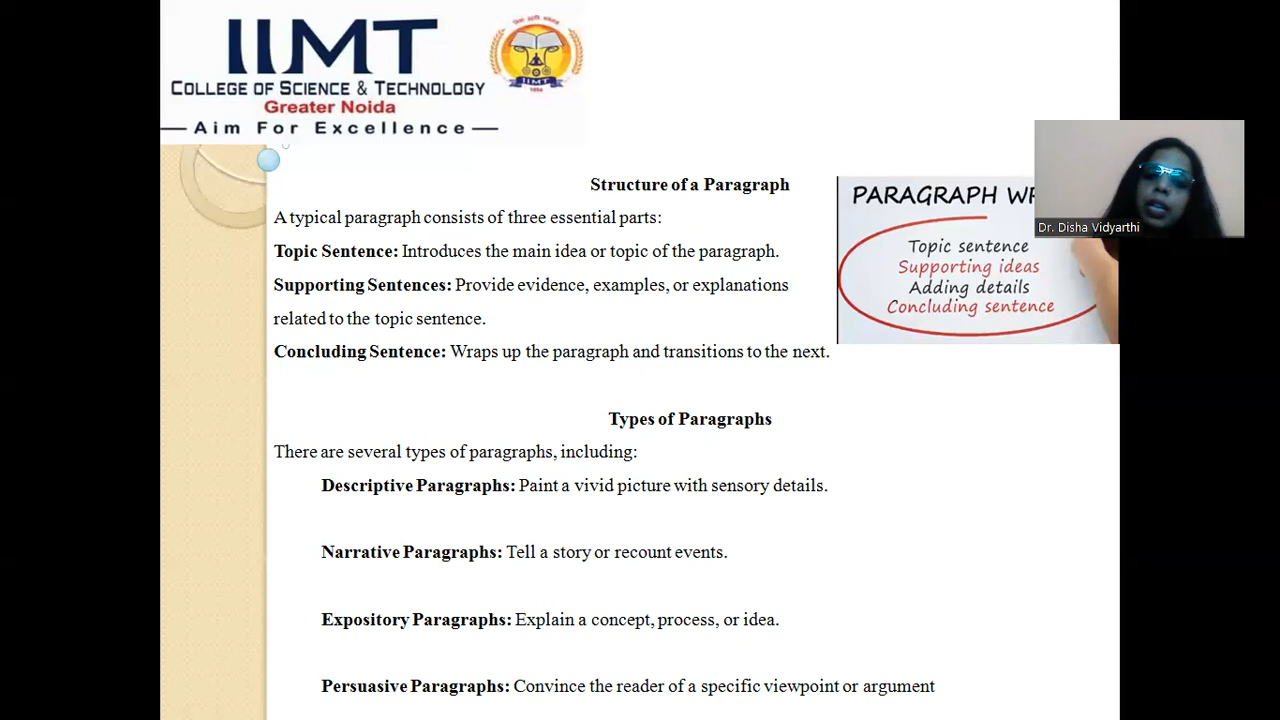 IIMT
COLLEGE OF SCIENCE & TECHNOLOGY
Greater Noida
Aim For Excellence
IIMT
Structure of a Paragraph
A typical paragraph consists of three essential parts:
Topic Sentence: Introduces the main idea or topic of the paragraph.
Supporting Sentences: Provide evidence, examples, or explanations
related to the topic sentence.
Concluding Sentence: Wraps up the paragraph and transitions to the next.
PARAGRAPH
Topic sentence
Supporting ideas
Adding details
Concluding sentence
Dr. Disha Vidyarthi
Types of Paragraphs
There are several types of paragraphs, including:
Descriptive Paragraphs: Paint a vivid picture with sensory details.
Narrative Paragraphs: Tell a story or recount events.
Expository Paragraphs: Explain a concept, process, or idea.
Persuasive Paragraphs: Convince the reader of a specific viewpoint or argument